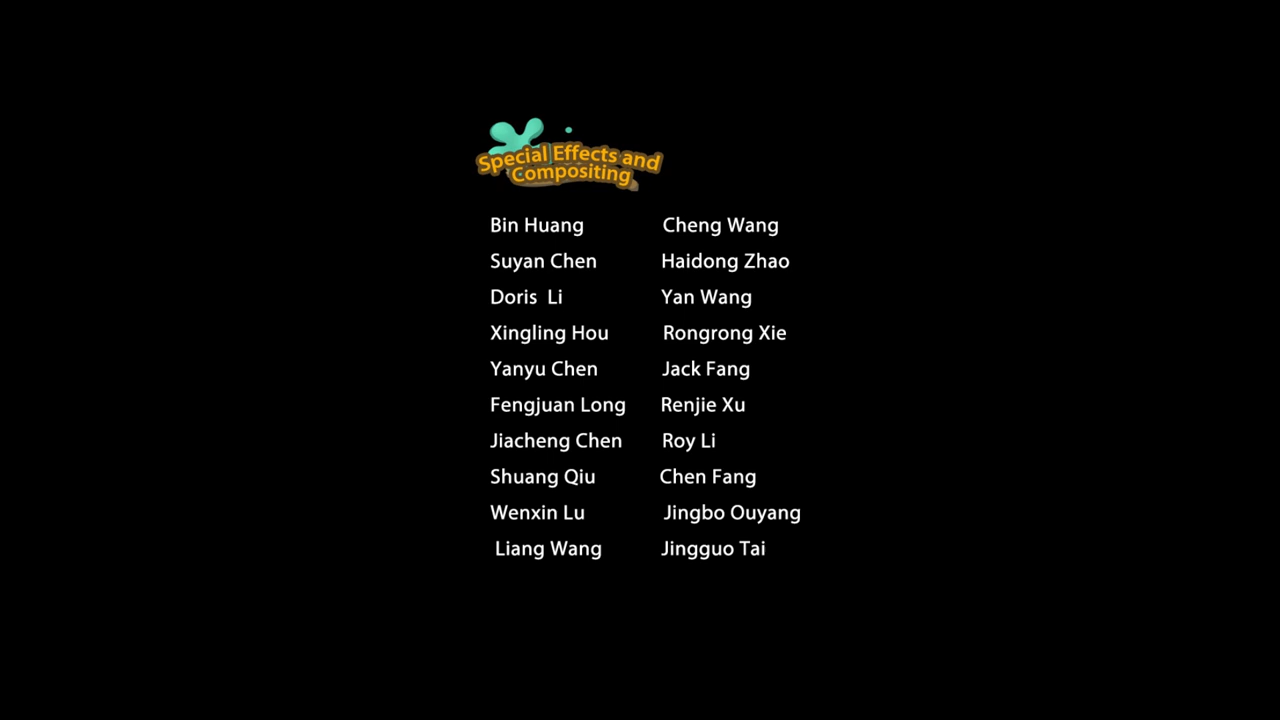 Special Effects and
Compositing
Bin Huang Cheng Wang
Suyan Chen Haidong Zhao
Doris Li Yan Wang
Xingling Hou Rongrong Xie
Yanyu Chen Jack Fang
Fengjuan Long Renjie Xu
Jiacheng Chen Roy Li
Shuang Qiu Chen Fang
Wenxin Lu Jingbo Ouyang
Liang Wang Jingguo Tai